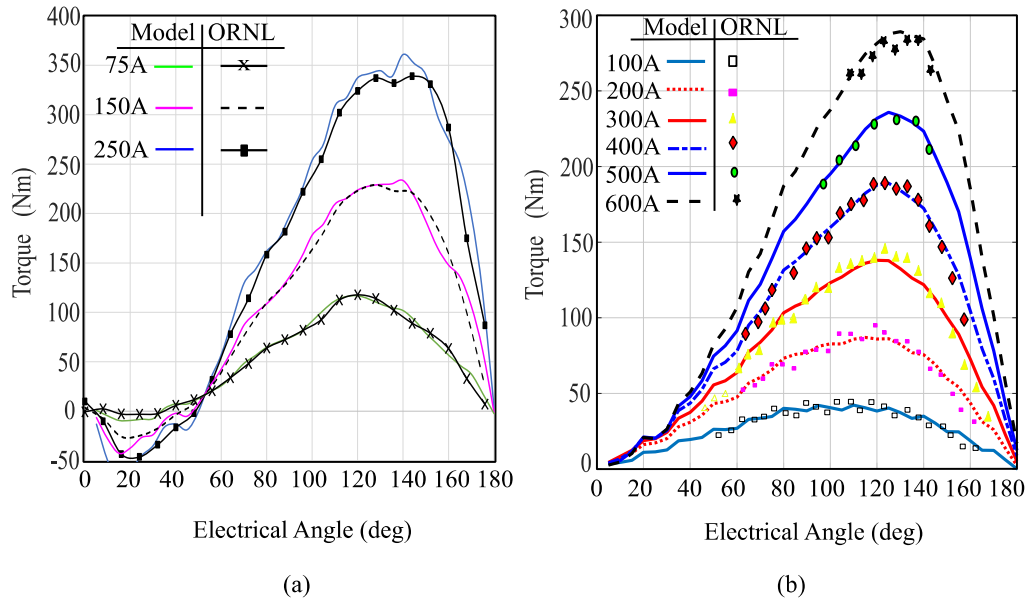 Model ORNL
75A
150A
250A
Torque (Nm)
400
350
300
250
200
150
100
50
0
-50
0 20 40 60 80 100 120 140 160 180
Electrical Angle (deg)
(a)
Model ORNL
100A
200A
300A
400A
500A
600A
Torque (Nm)
300
250
200
150
100
50
0
0 20 40 60 80 100 120 140 160 180
Electrical Angle (deg)
(b)